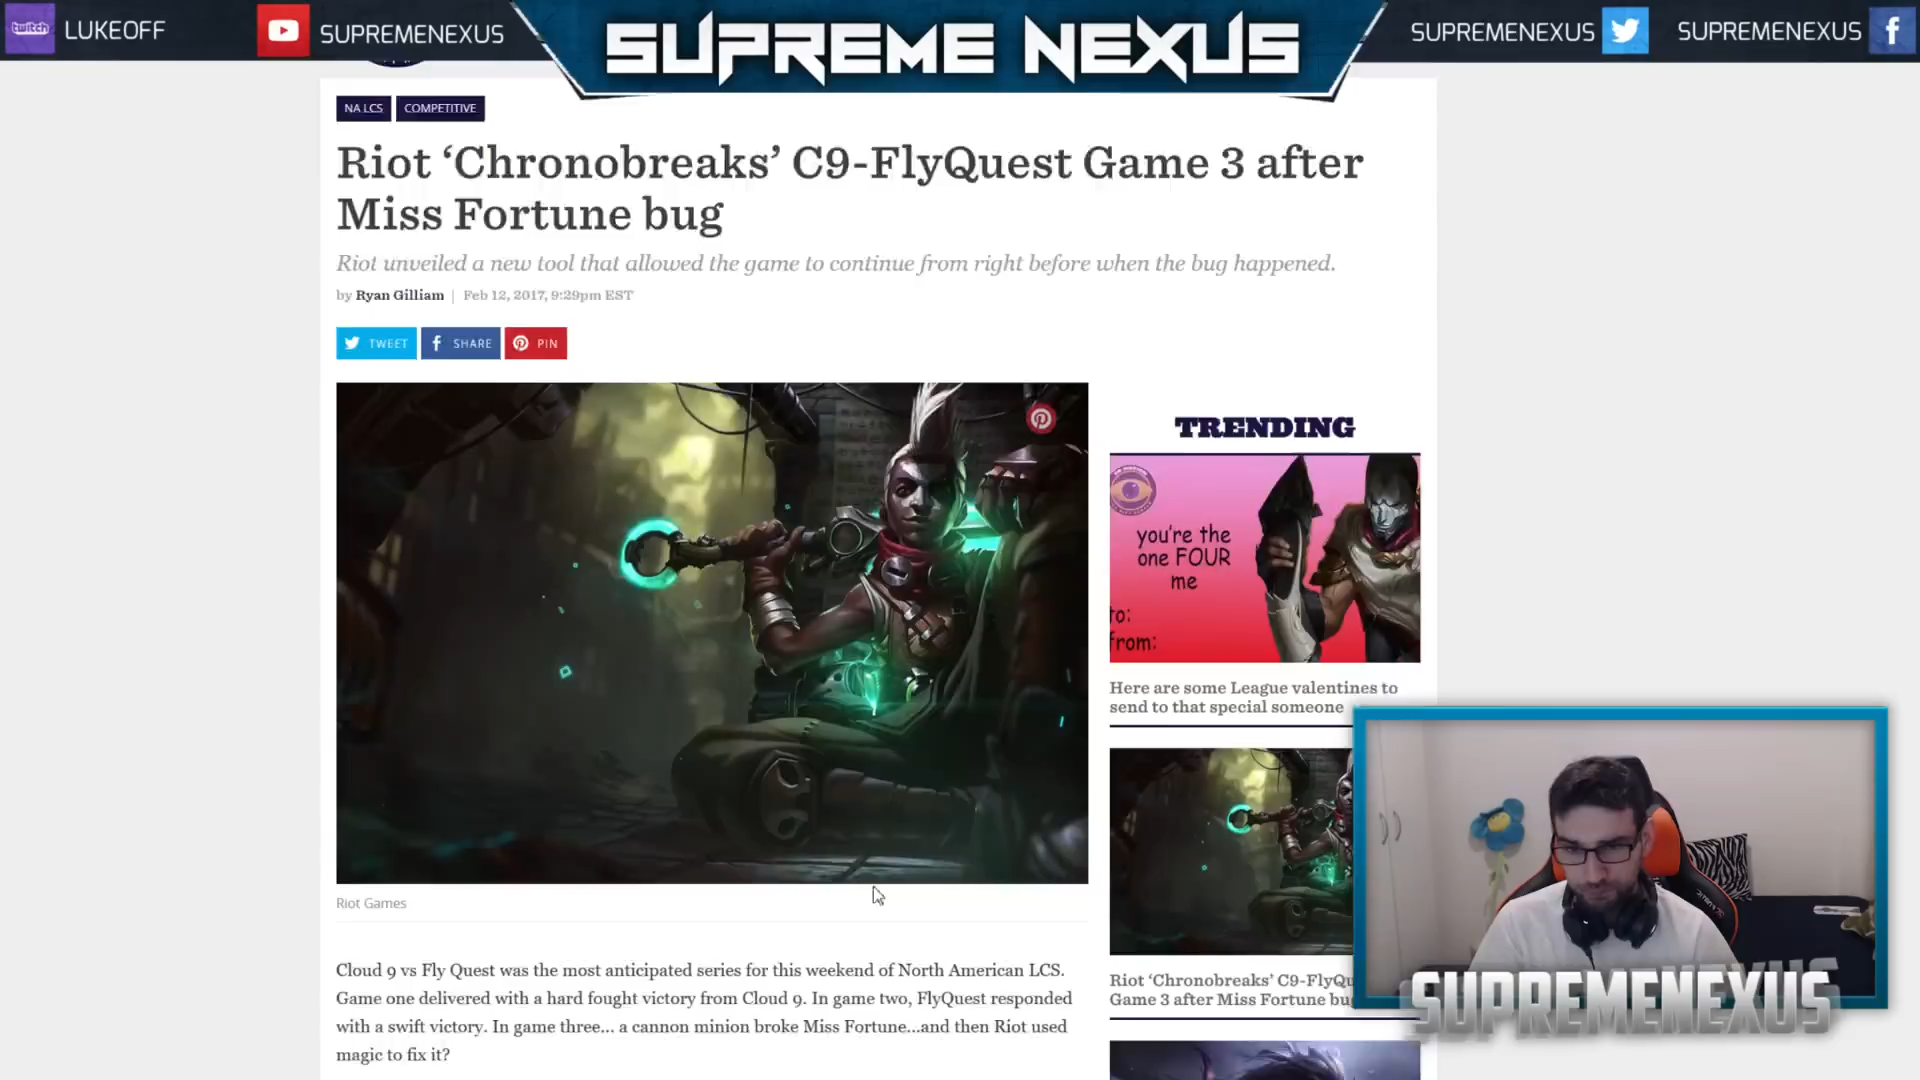 twitch
LUKEOFF
SUPREMENEXUS
SUPREME NEXUS
SUPREMENEXUS
SUPREMENEXUS
NA LCS
COMPETITIVE
Riot ‘Chronobreaks’ C9-FlyQuest Game 3 after
Miss Fortune bug
Riot unveiled a new tool that allowed the game to continue from right before when the bug happened.
by Ryan Gilliam | Feb 12, 2017, 9:29pm EST
TWEET
SHARE
PIN
TRENDING
you're the
one FOUR
me
to:
from:
Here are some League valentines to
send to that special someone
Riot Games
Cloud 9 vs Fly Quest was the most anticipated series for this weekend of North American LCS.
Game one delivered with a hard fought victory from Cloud 9. In game two, FlyQuest responded
with a swift victory. In game three... a cannon minion broke Miss Fortune...and then Riot used
magic to fix it?
Riot ‘Chronobreaks’ C9-FlyQu
Game 3 after Miss Fortune bu
SUPREMENEXUS